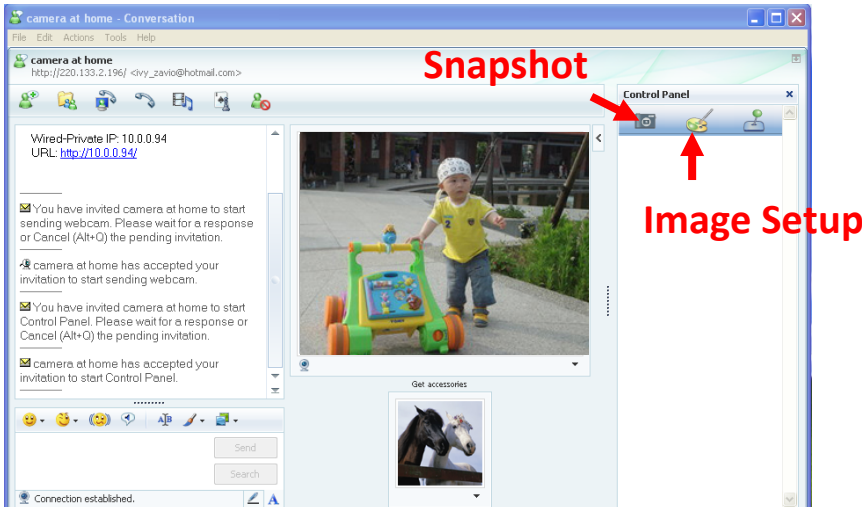 camera at home - Conversation
File Edit Actions Tools Help
camera at home
http://220.133.2.196/ <ivy_zavio@hotmail.com>
Snapshot
Control Panel
Wired-Private IP: 10.0.0.94
URL: http://10.0.0.94/
You have invited camera at home to start
sending webcam. Please wait for a response
or Cancel (Alt+Q) the pending invitation.
camera at home has accepted your
invitation to start sending webcam.
You have invited camera at home to start
Control Panel. Please wait for a response or
Cancel (Alt+Q) the pending invitation.
camera at home has accepted your
invitation to start Control Panel.
Image Setup
Get accessories
Send
Search
Connection established.